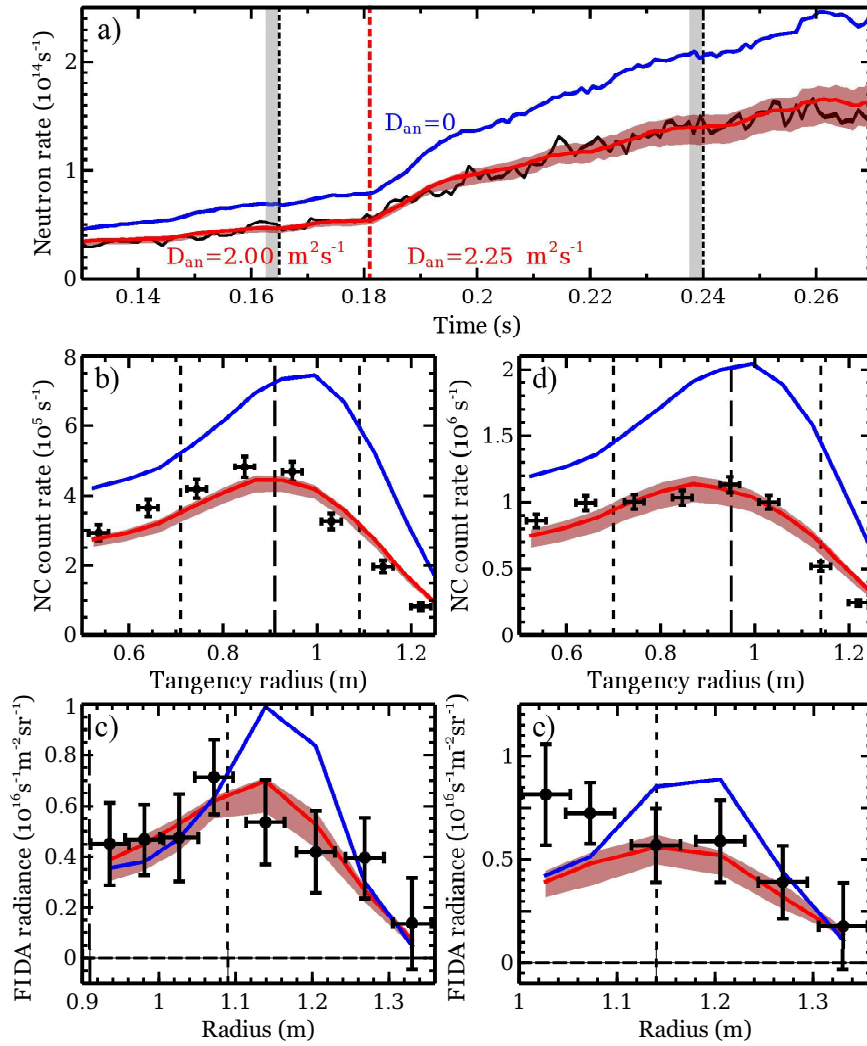 a)
Neutron rate (10¹⁴s⁻¹)
2
1
0
Dₐₙ=0
Dₐₙ=2.00 m²s⁻¹
Dₐₙ=2.25 m²s⁻¹
0.14 0.16 0.18 0.2 0.22 0.24 0.26
Time (s)
b)
NC count rate (10⁵ s⁻¹)
8
6
4
2
0
0.6 0.8 1 1.2
Tangency radius (m)
d)
NC count rate (10⁶ s⁻¹)
2
1.5
1
0.5
0
0.6 0.8 1 1.2
Tangency radius (m)
c)
FIDA radiance (10¹⁶s⁻¹m⁻²sr⁻¹)
1
0.8
0.6
0.4
0.2
0
0.9 1 1.1 1.2 1.3
Radius (m)
e)
FIDA radiance (10¹⁶s⁻¹m⁻²sr⁻¹)
1
0.5
0
1 1.1 1.2 1.3
Radius (m)